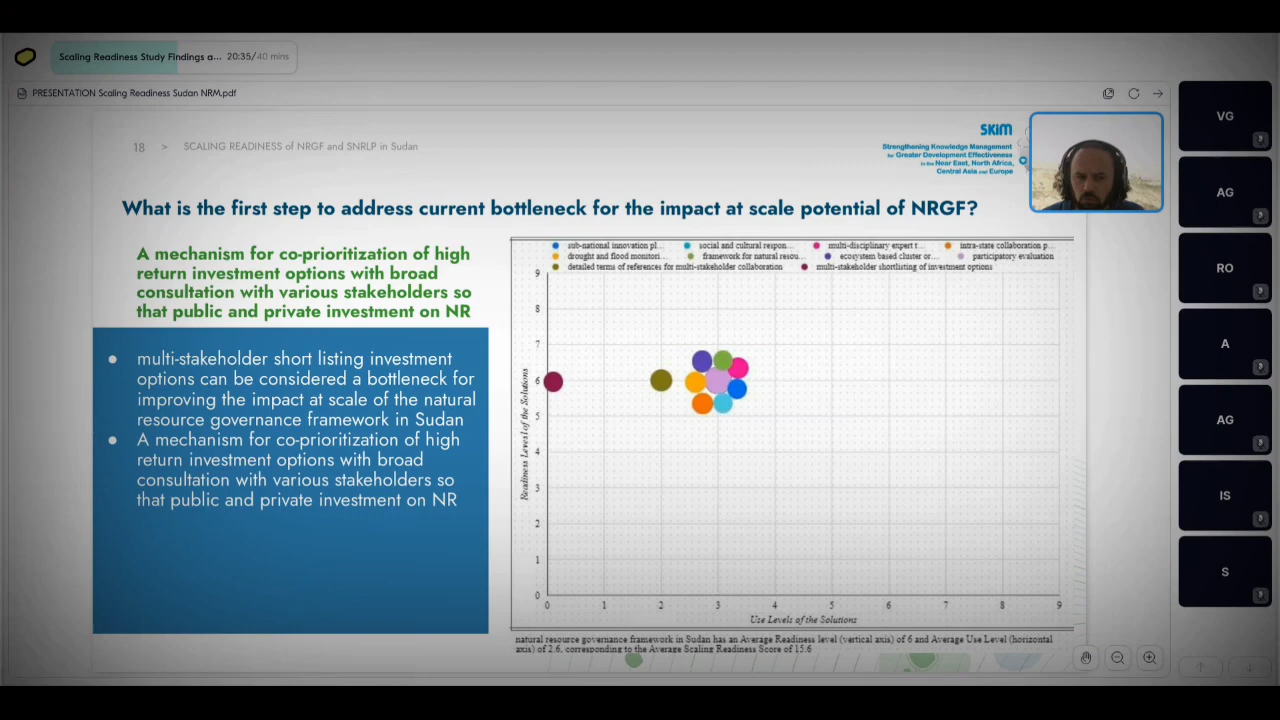 Scaling Readiness Study Findings a... 20:35/40 mins
PRESENTATION Scaling Readiness Sudan NRM.pdf
18 > SCALING READINESS of NRGF and SNRLP in Sudan
SKIM
Strengthening Knowledge Management
for Greater Development Effectiveness
in the Near East, North Africa,
Central Asia and Europe
What is the first step to address current bottleneck for the impact at scale potential of NRGF?
A mechanism for co-prioritization of high
return investment options with broad
consultation with various stakeholders so
that public and private investment on NR
● multi-stakeholder short listing investment
options can be considered a bottleneck for
improving the impact at scale of the natural
resource governance framework in Sudan
● A mechanism for co-prioritization of high
return investment options with broad
consultation with various stakeholders so
that public and private investment on NR
sub-national innovation pl... social and cultural respon... multi-disciplinary expert t... intra-state collaboration p...
drought and flood monitori... framework for natural resou... ecosystem based cluster or... participatory evaluation
detailed terms of references for multi-stakeholder collaboration multi-stakeholder shortlisting of investment options
9
8
7
6
5
4
3
2
1
0
Readiness Levesl of the Solutions
0 1 2 3 4 5 6 7 8 9
Use Levels of the Solutions
natural resource governance framework in Sudan has an Average Readiness level (vertical axis) of 6 and Average Use Level (horizontal
axis) of 2.6, corresponding to the Average Scaling Readiness Score of 15.6
VG
AG
RO
A
AG
IS
S